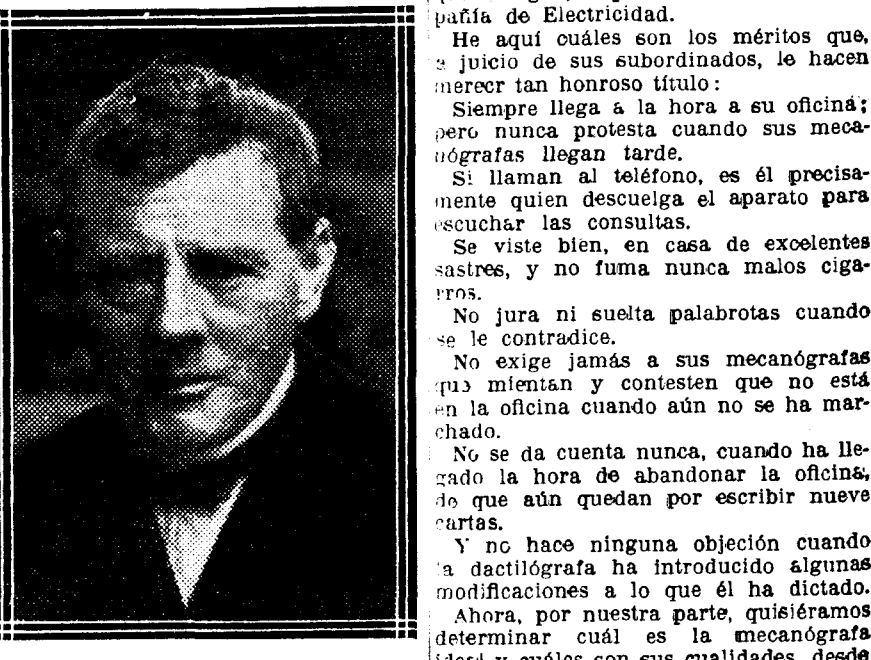 pañía de Electricidad.
He aquí cuáles son los méritos que,
a juicio de sus subordinados, le hacen
merecr tan honroso título:
Siempre llega a la hora a su oficina;
pero nunca protesta cuando sus meca-
nógrafas llegan tarde.
Si llaman al teléfono, es él precisa-
mente quien descuelga el aparato para
escuchar las consultas.
Se viste bien, en casa de excelentes
sastres, y no fuma nunca malos ciga-
rros.
No jura ni suelta palabrotas cuando
se le contradice.
No exige jamás a sus mecanógrafas
que mientan y contesten que no está
en la oficina cuando aún no se ha mar-
chado.
No se da cuenta nunca, cuando ha lle-
gado la hora de abandonar la oficina,
de que aún quedan por escribir nueve
cartas.
Y no hace ninguna objeción cuando
la dactilógrafa ha introducido algunas
modificaciones a lo que él ha dictado.
Ahora, por nuestra parte, quisiéramos
determinar cuál es la mecanógrafa
ideal y cuáles son sus cualidades, desde